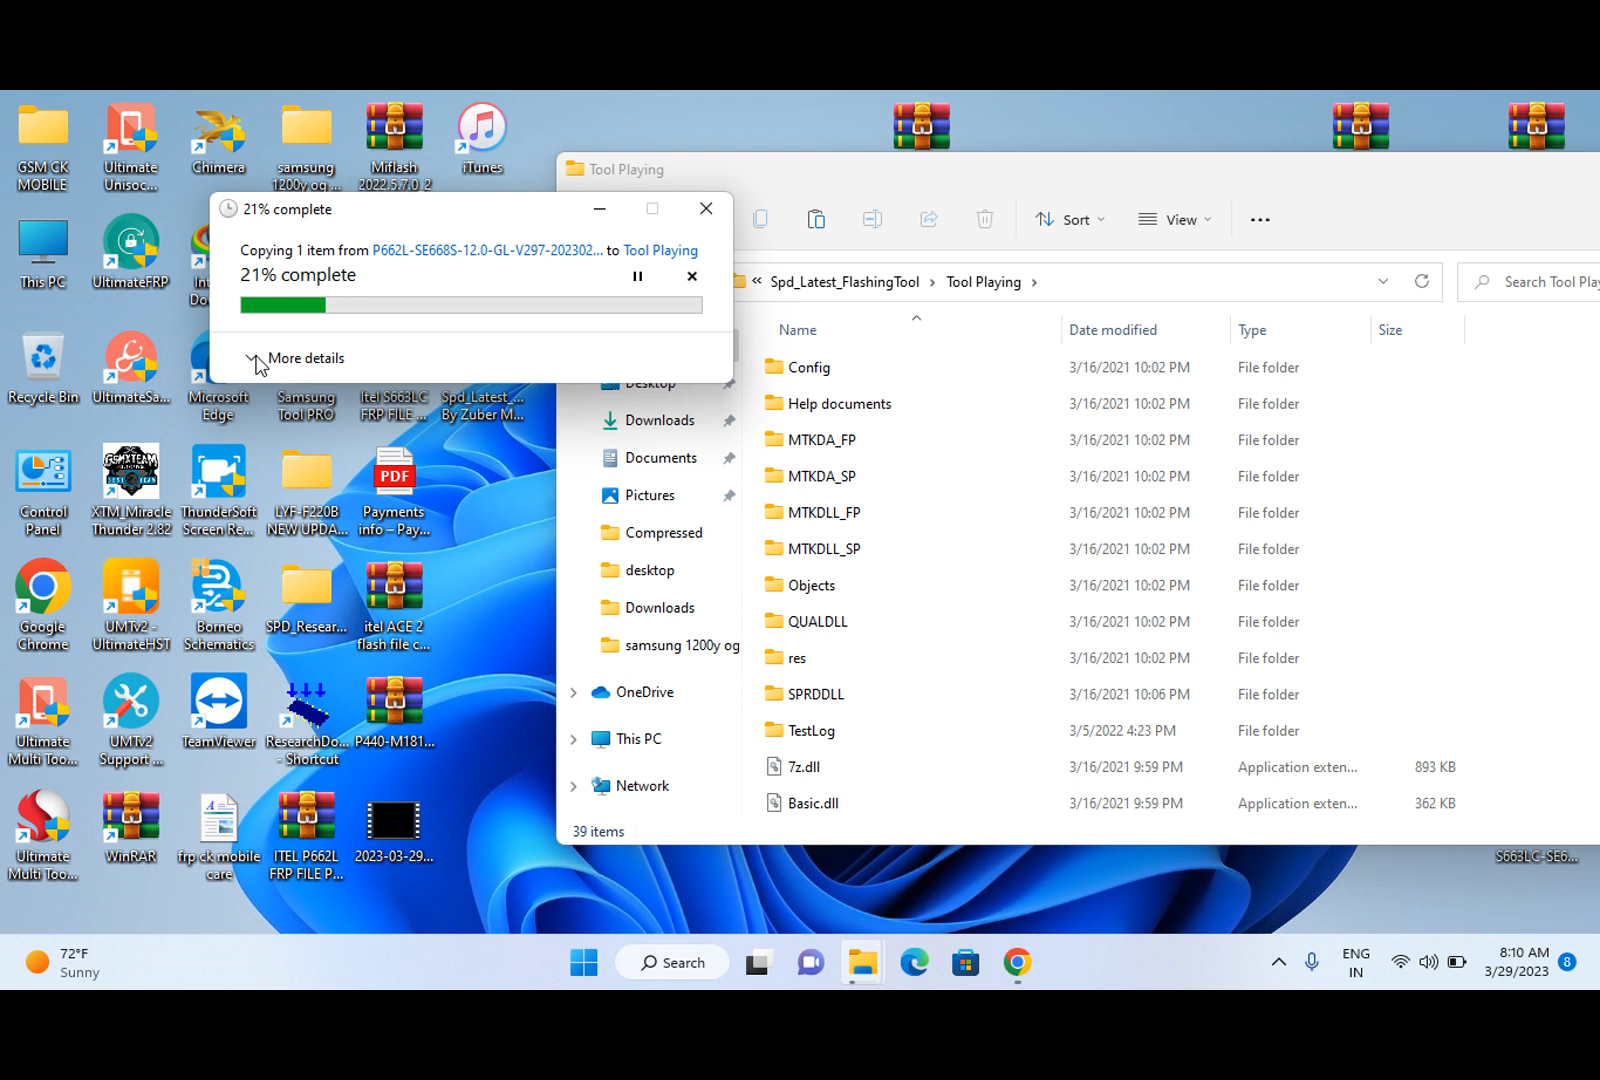 GSM CK
MOBILE
Ultimate
Unisoc...
Chimera
samsung
1200y og ...
Miflash
2022.5.7.0_2
iTunes
Tool Playing
21% complete
Copying 1 item from P662L-SE668S-12.0-GL-V297-202302... to Tool Playing
21% complete
More details
Sort
View
Spd_Latest_FlashingTool
Tool Playing
Search Tool Play
This PC
UltimateFRP
Int
Do
Recycle Bin
UltimateSa...
Microsoft
Edge
Samsung
Tool PRO
Itel S663LC
FRP FILE ...
Spd_Latest_...
By Zuber M...
Name
Date modified
Type
Size
Desktop
Downloads
Documents
Pictures
Compressed
desktop
Downloads
samsung 1200y og
OneDrive
This PC
Network
Config 3/16/2021 10:02 PM File folder
Help documents 3/16/2021 10:02 PM File folder
MTKDA_FP 3/16/2021 10:02 PM File folder
MTKDA_SP 3/16/2021 10:02 PM File folder
MTKDLL_FP 3/16/2021 10:02 PM File folder
MTKDLL_SP 3/16/2021 10:02 PM File folder
Objects 3/16/2021 10:02 PM File folder
QUALDLL 3/16/2021 10:02 PM File folder
res 3/16/2021 10:02 PM File folder
SPRDDLL 3/16/2021 10:06 PM File folder
TestLog 3/5/2022 4:23 PM File folder
7z.dll 3/16/2021 9:59 PM Application exten... 893 KB
Basic.dll 3/16/2021 9:59 PM Application exten... 362 KB
39 items
Control
Panel
GSMXTEAM
XTM_Miracle
Thunder 2.82
ThunderSoft
Screen Re...
LYF-F220B
NEW UPDA...
PDF
Payments
info – Pay...
Google
Chrome
UMTv2 -
UltimateHST
Borneo
Schematics
SPD_Resear...
itel ACE 2
flash file c...
Ultimate
Multi Too...
UMTv2
Support ...
TeamViewer
ResearchDo...
- Shortcut
P440-M181...
Ultimate
Multi Too...
WinRAR
frp ck mobile
care
ITEL P662L
FRP FILE P...
2023-03-29...
S663LC-SE6...
72°F
Sunny
Search
ENG
IN
8:10 AM
3/29/2023
8